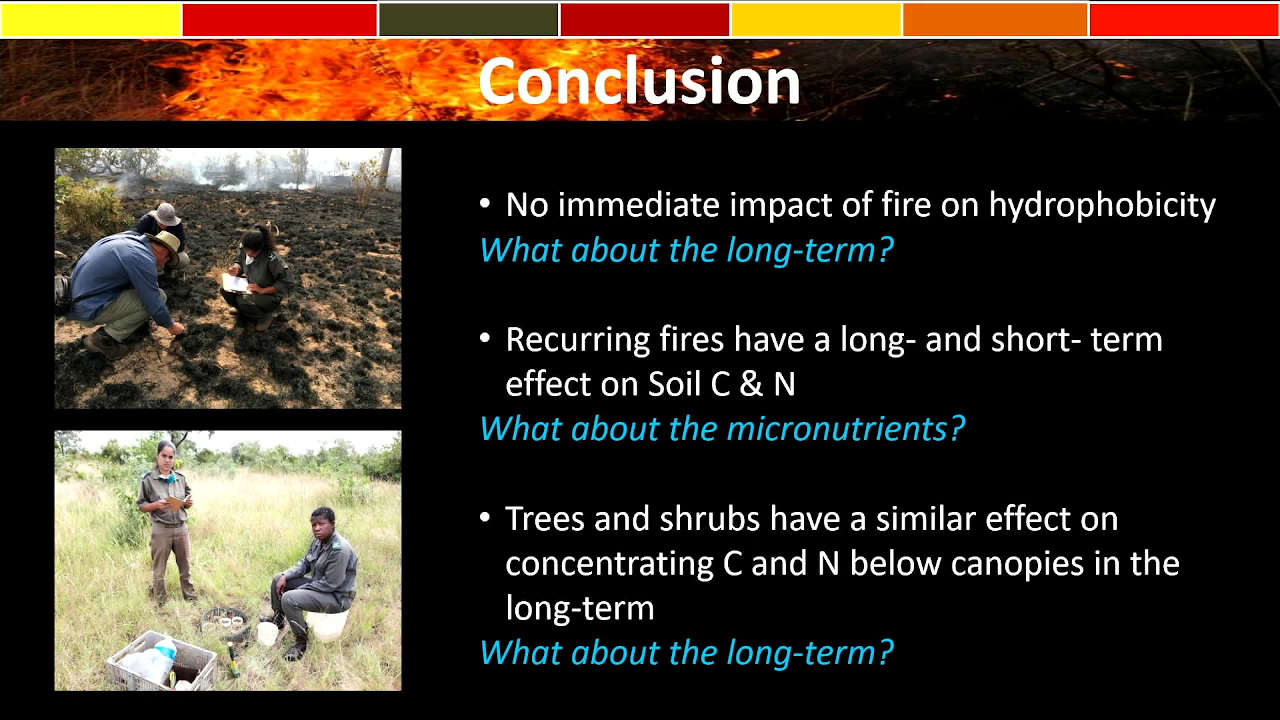 Conclusion
• No immediate impact of fire on hydrophobicity
What about the long-term?
• Recurring fires have a long- and short- term
effect on Soil C & N
What about the micronutrients?
• Trees and shrubs have a similar effect on
concentrating C and N below canopies in the
long-term
What about the long-term?